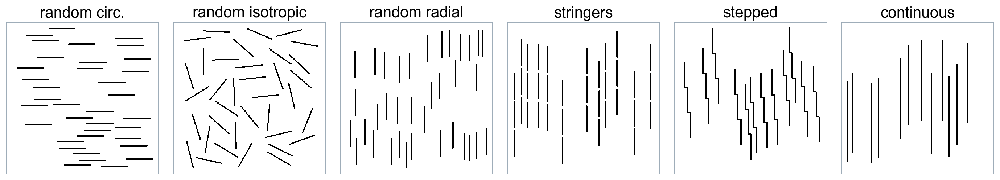 random circ.
random isotropic
random radial
stringers
stepped
continuous